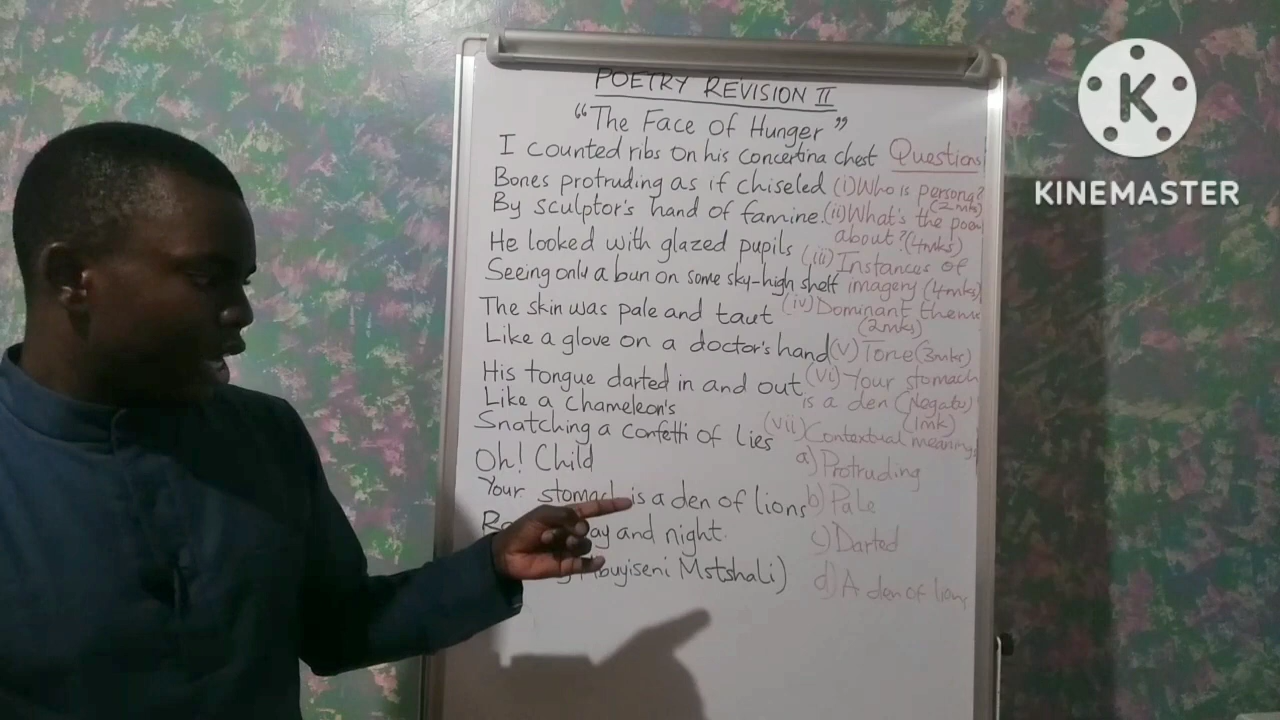 POETRY REVISION II
"The Face of Hunger"
I counted ribs on his concertina chest
Bones protruding as if chiseled
By sculptor's hand of famine.
He looked with glazed pupils
Seeing only a bun on some sky-high shelf
The skin was pale and taut
Like a glove on a doctor's hand
His tongue darted in and out
Like a Chameleon's
Snatching a confetti of Lies
Oh! Child
Your stomach is a den of lions
day and night.
Mbuyiseni Mstshali)
Questions
(i) Who is persona?
(2mks)
(ii) What's the poem
about? (4mks)
(iii) Instances of
imagery (4mks)
(iv) Dominant theme
(2mks)
(v) Tone (3mks)
(vi) Your stomach
is a den (Negate)
(1mk)
(vii) Contextual meaning
a) Protruding
b) Pale
c) Darted
d) A den of lions
K
KINEMASTER